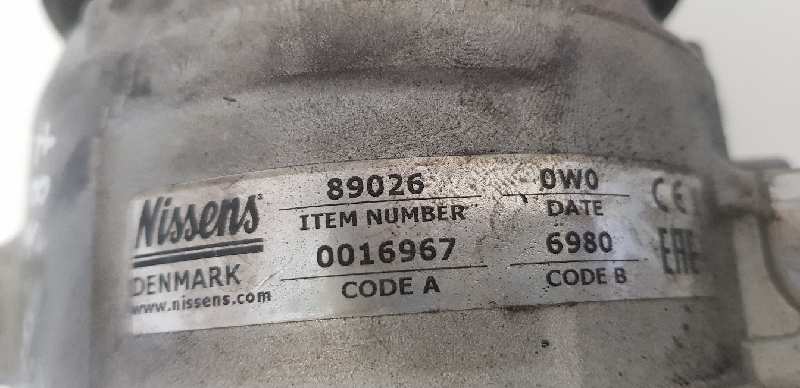 Nissens
DENMARK
www.nissens.com
89026
ITEM NUMBER
0016967
CODE A
0W0
DATE
6980
CODE B
CE
EAC